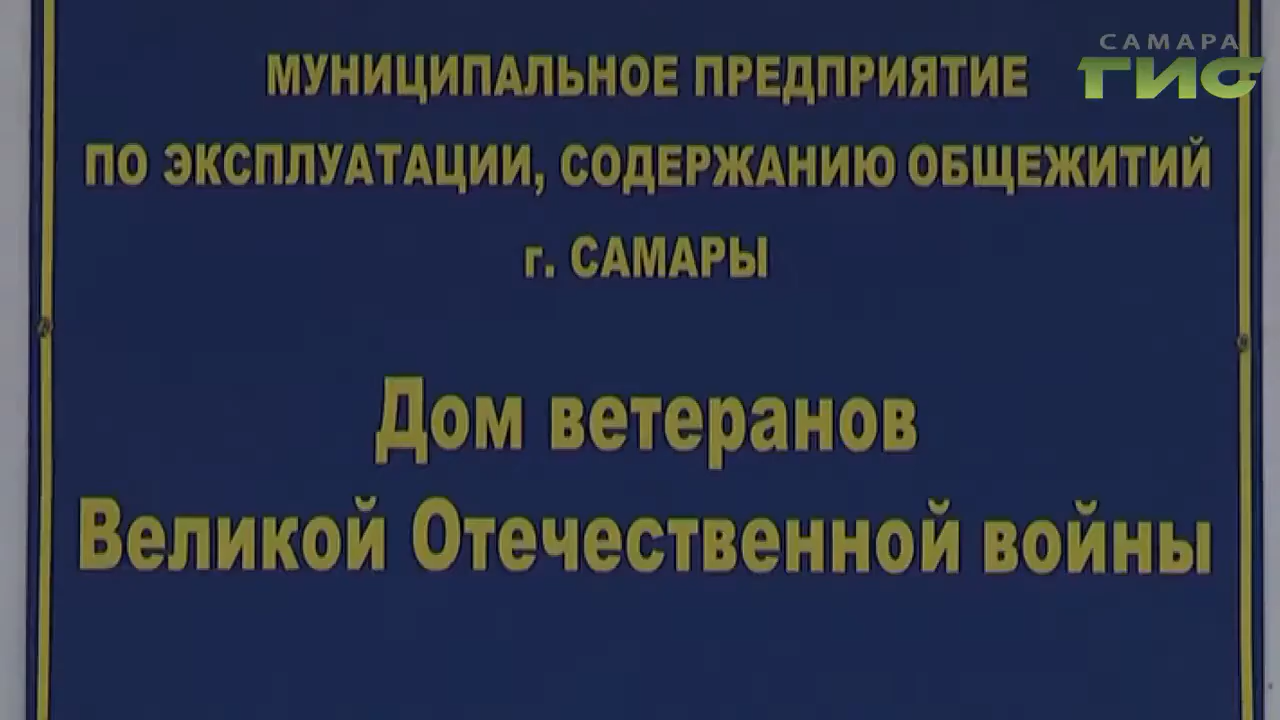 САМАРА
ГИС
МУНИЦИПАЛЬНОЕ ПРЕДПРИЯТИЕ
ПО ЭКСПЛУАТАЦИИ, СОДЕРЖАНИЮ ОБЩЕЖИТИЙ
г. САМАРЫ
Дом ветеранов
Великой Отечественной войны